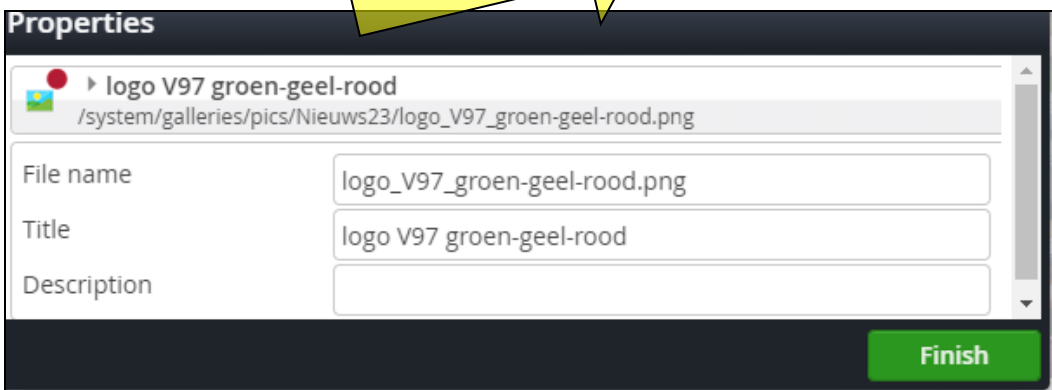 Properties
logo V97 groen-geel-rood
/system/galleries/pics/Nieuws23/logo_V97_groen-geel-rood.png
File name
logo_V97_groen-geel-rood.png
Title
logo V97 groen-geel-rood
Description
Finish